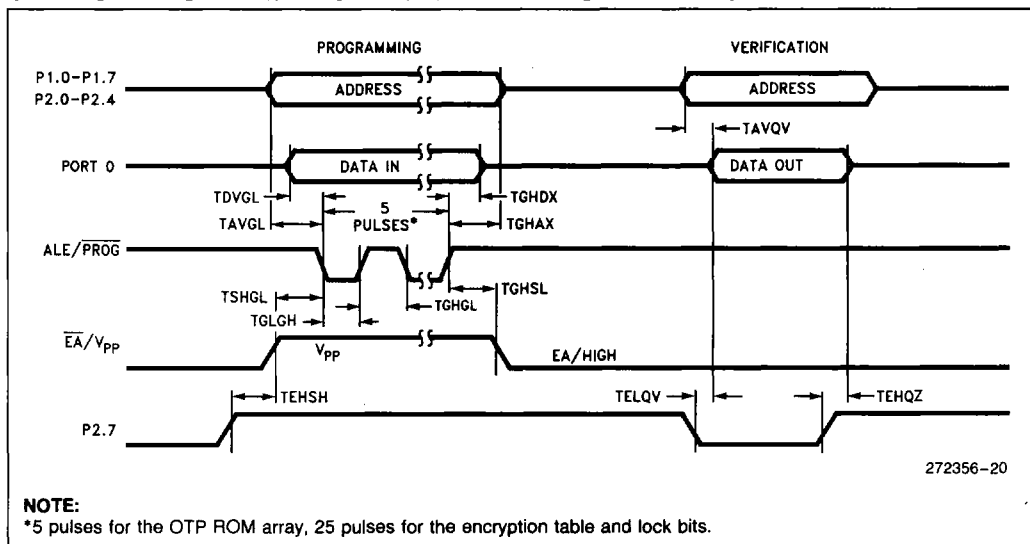 PROGRAMMING VERIFICATION
P1.0–P1.7
P2.0–P2.4
ADDRESS ADDRESS
TAVQV
PORT 0 DATA IN DATA OUT
TDVGL 5 TGHDX
TAVGL PULSES* TGHAX
ALE/PROG
TSHGL TGHSL
TGLGH TGHGL
EA/VPP VPP EA/HIGH
TEHSH TELQV TEHQZ
P2.7
272356–20
NOTE:
*5 pulses for the OTP ROM array, 25 pulses for the encryption table and lock bits.